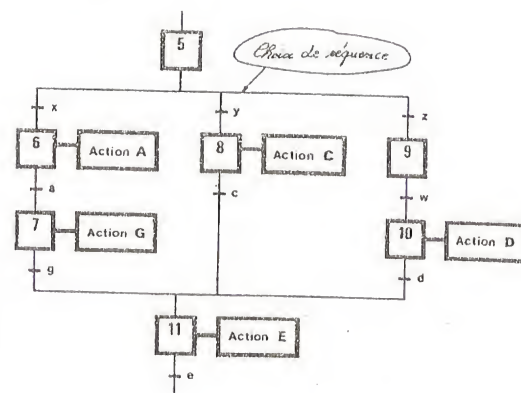 5
Choix de séquence
x
y
z
6
Action A
8
Action C
9
a
c
w
7
Action G
10
Action D
g
d
11
Action E
e